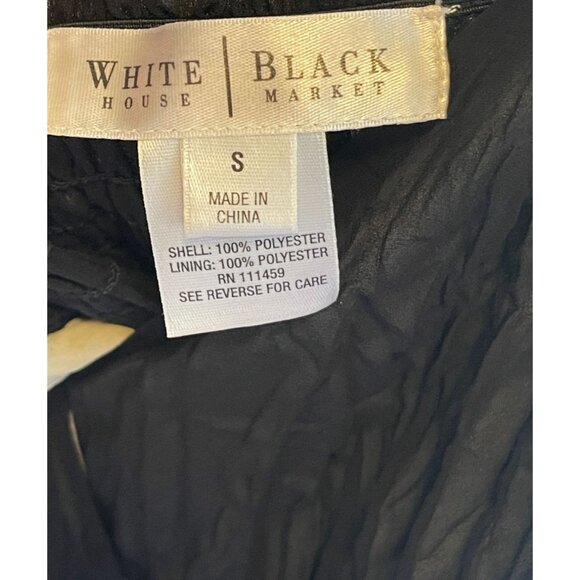 WHITE | BLACK
HOUSE | MARKET
S
MADE IN
CHINA
SHELL: 100% POLYESTER
LINING: 100% POLYESTER
RN 111459
SEE REVERSE FOR CARE